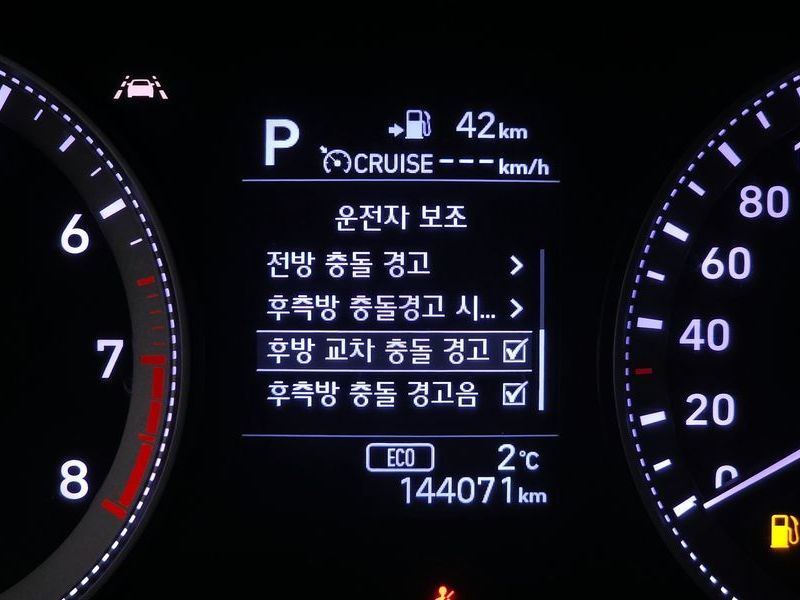 P
42km
CRUISE---km/h
운전자 보조
전방 충돌 경고 >
후측방 충돌경고 시... >
후방 교차 충돌 경고
후측방 충돌 경고음
ECO 2°C
144071km
6
7
8
80
60
40
20
0